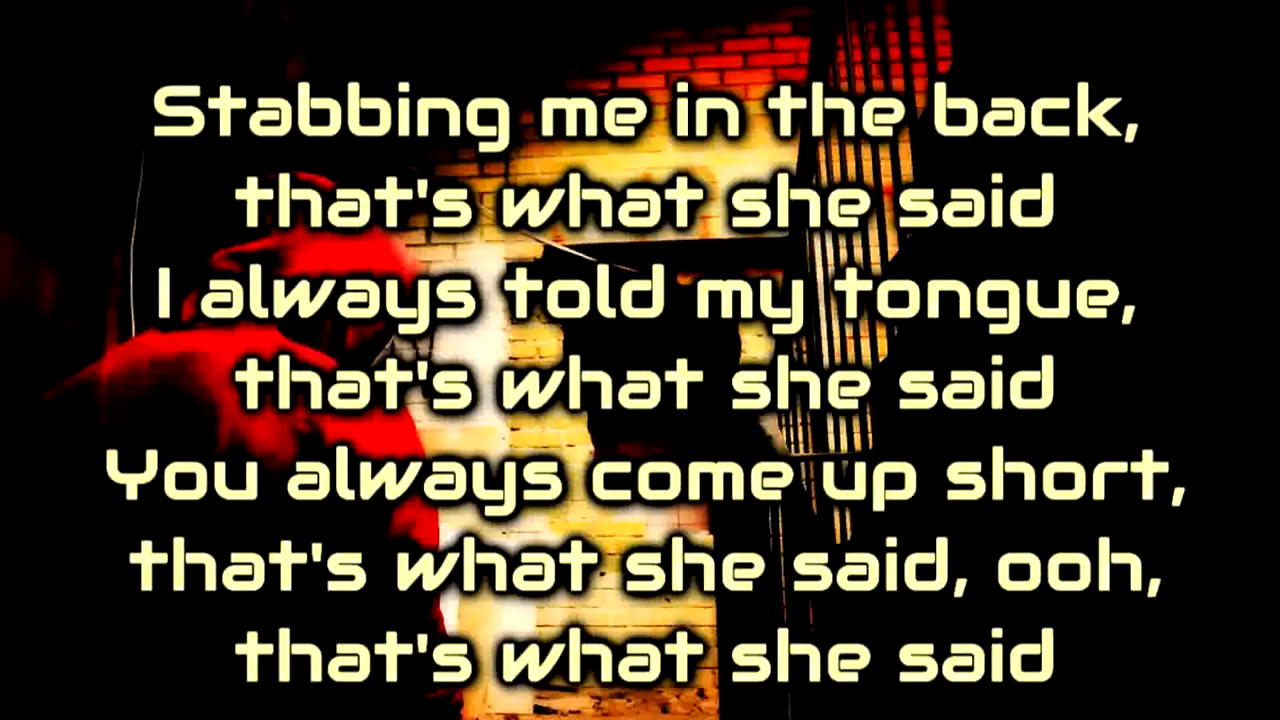 Stabbing me in the back,
that's what she said
I always told my tongue,
that's what she said
You always come up short,
that's what she said, ooh,
that's what she said